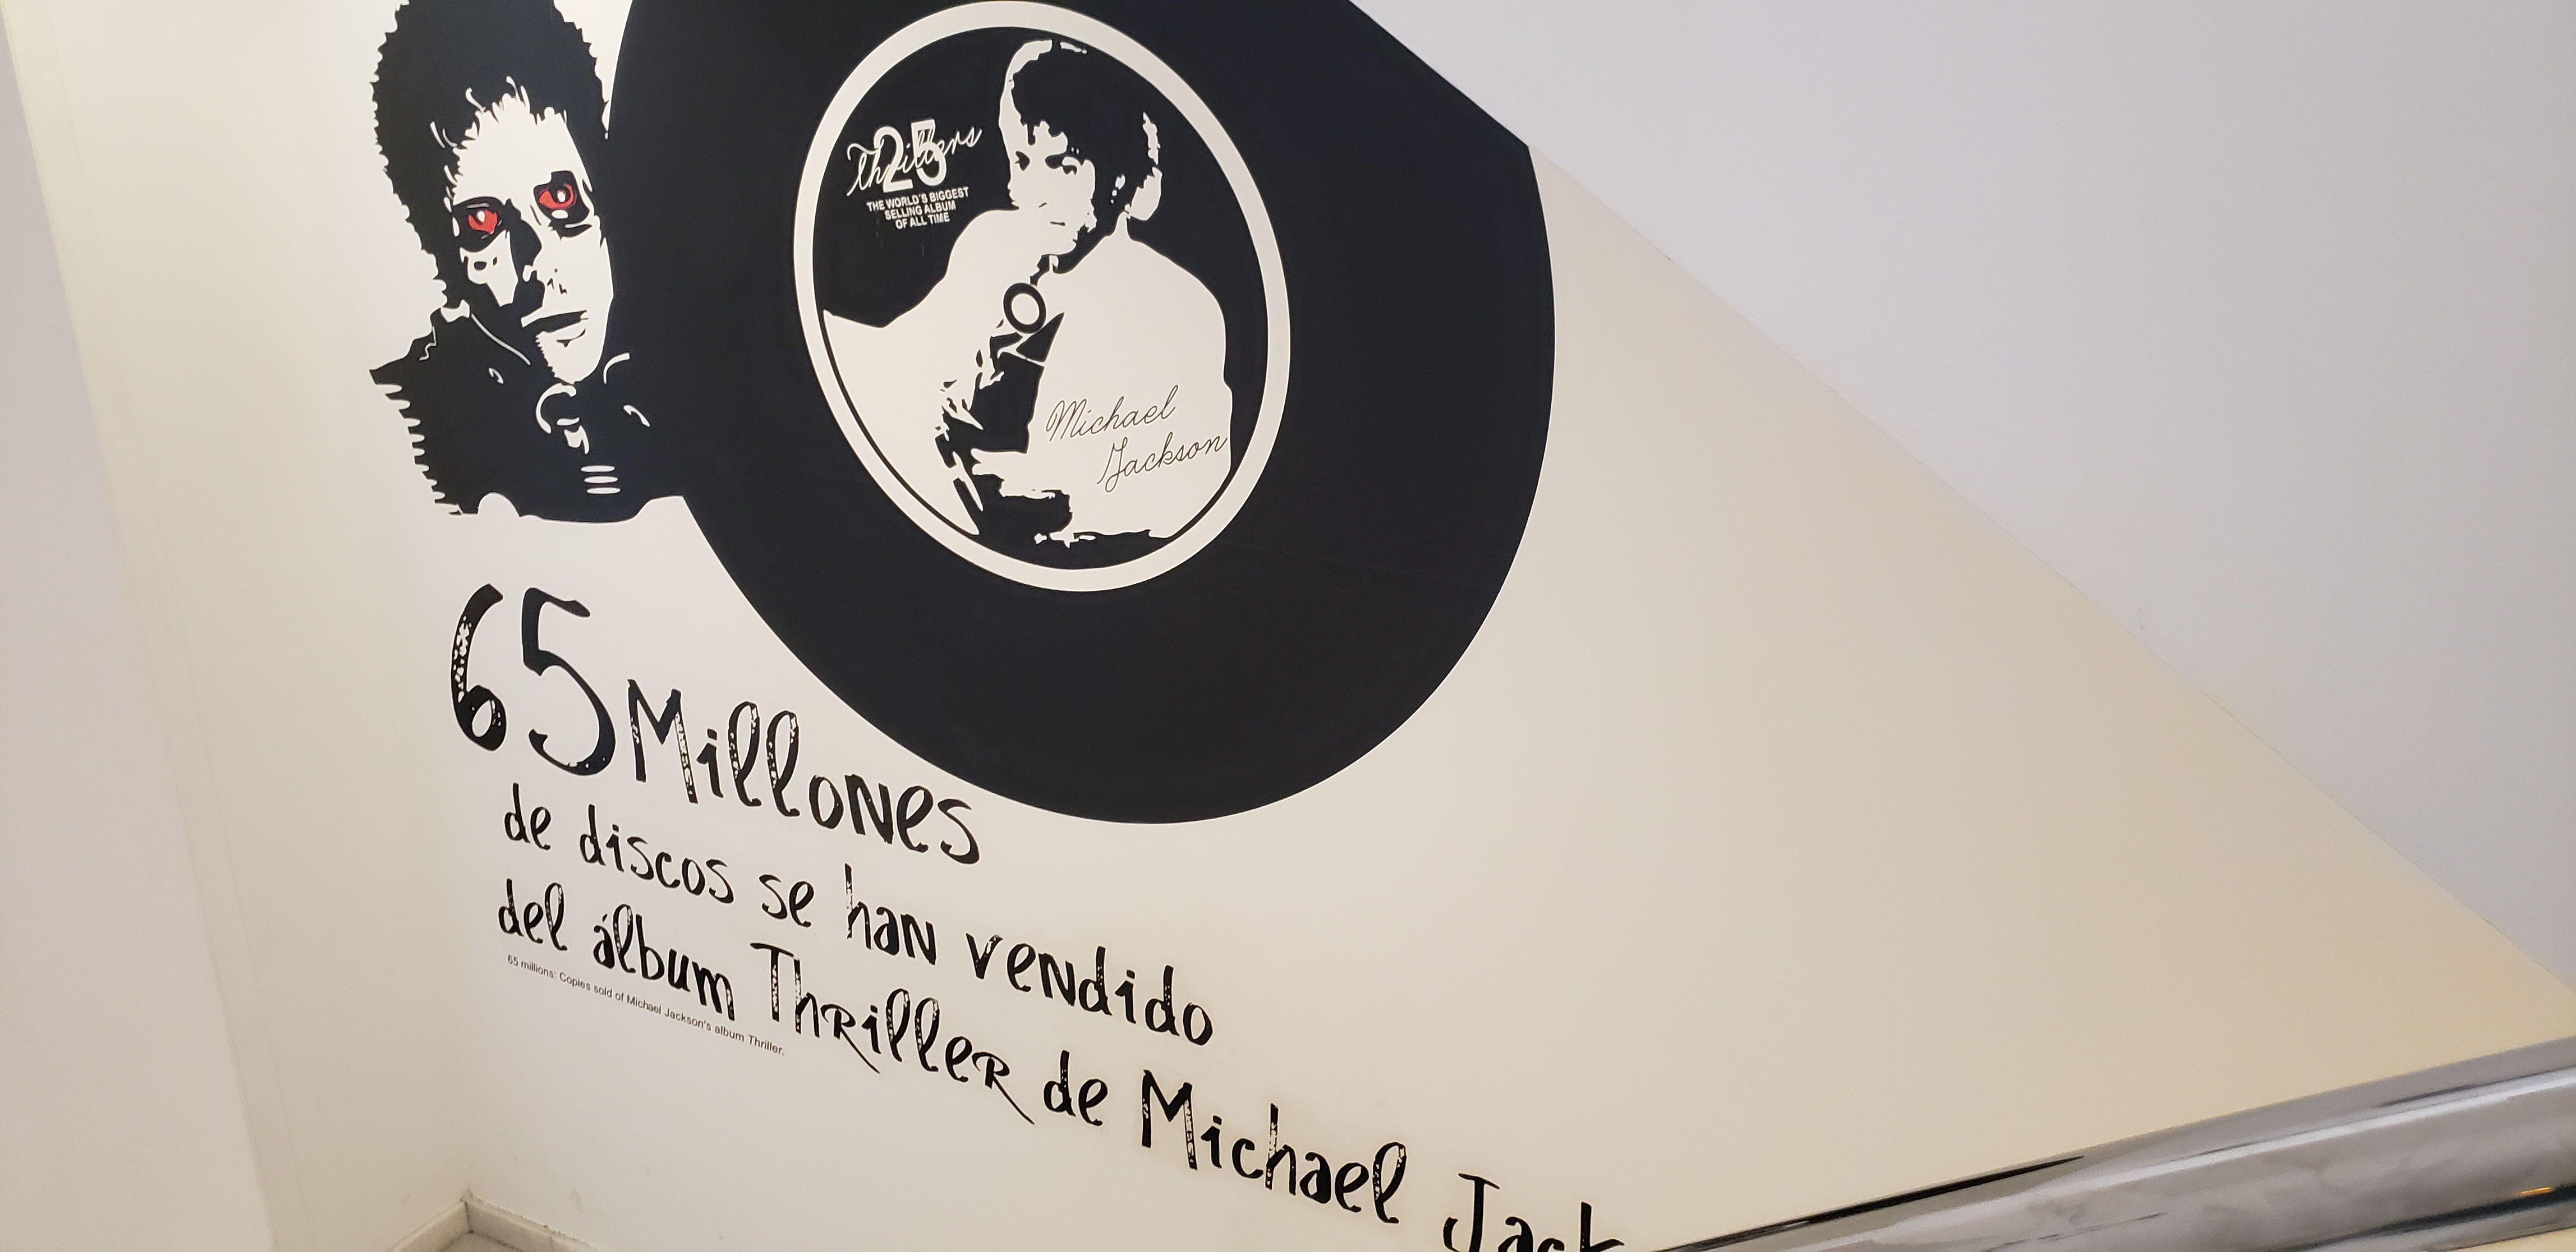 25
Thrillers
THE WORLD'S BIGGEST
SELLING ALBUM
OF ALL TIME
Michael
Jackson
65 Millones
de discos se han vendido
del álbum Thriller de Michael Jack
65 millions: Copies sold of Michael Jackson's album Thriller.